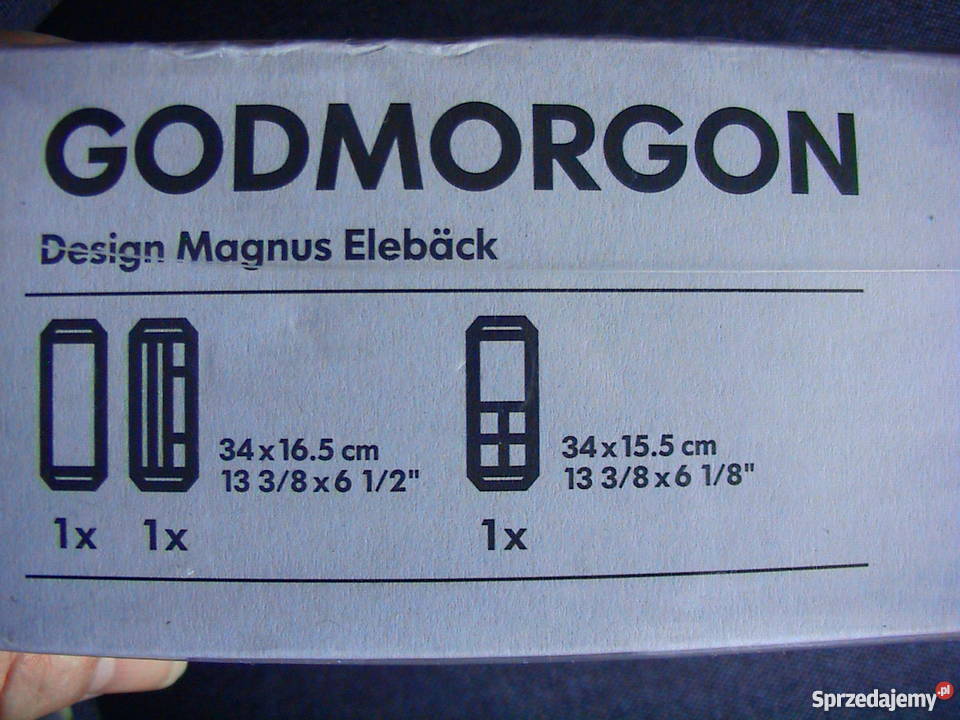 GODMORGON
Design Magnus Elebäck
34 x 16.5 cm
13 3/8 x 6 1/2"
34 x 15.5 cm
13 3/8 x 6 1/8"
1x
1x
1x
Sprzedajemy.pl